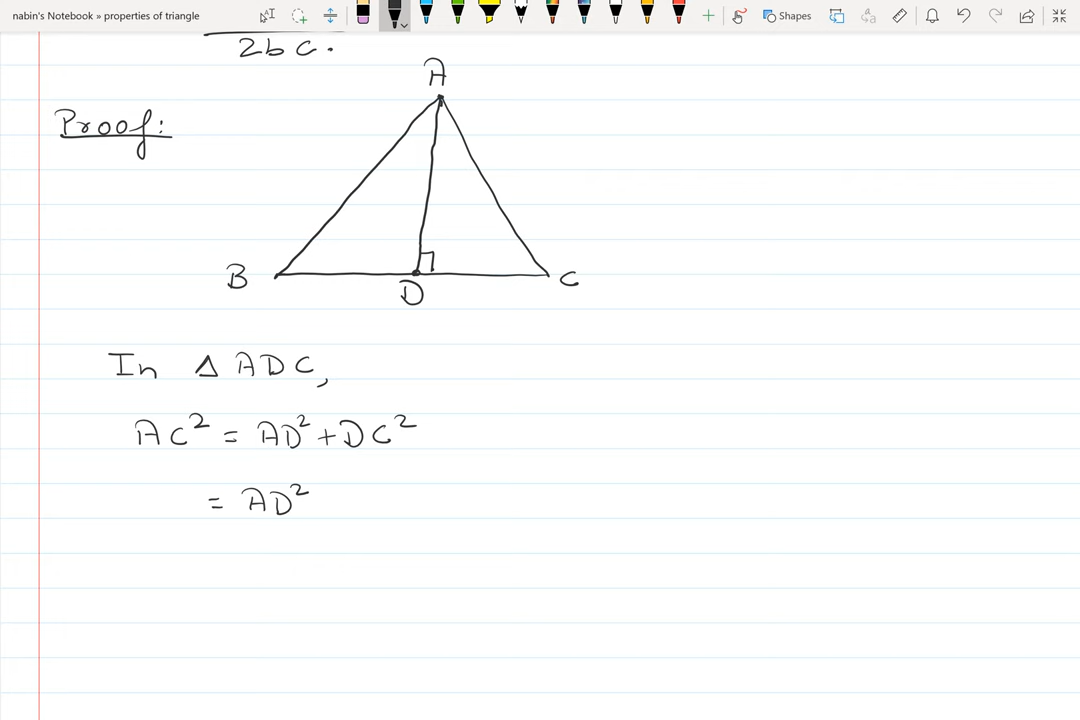 nabin's Notebook » properties of triangle
Shapes
2bc.
A
Proof:
B
C
D
In Δ ADC,
AC² = AD² + DC²
= AD²